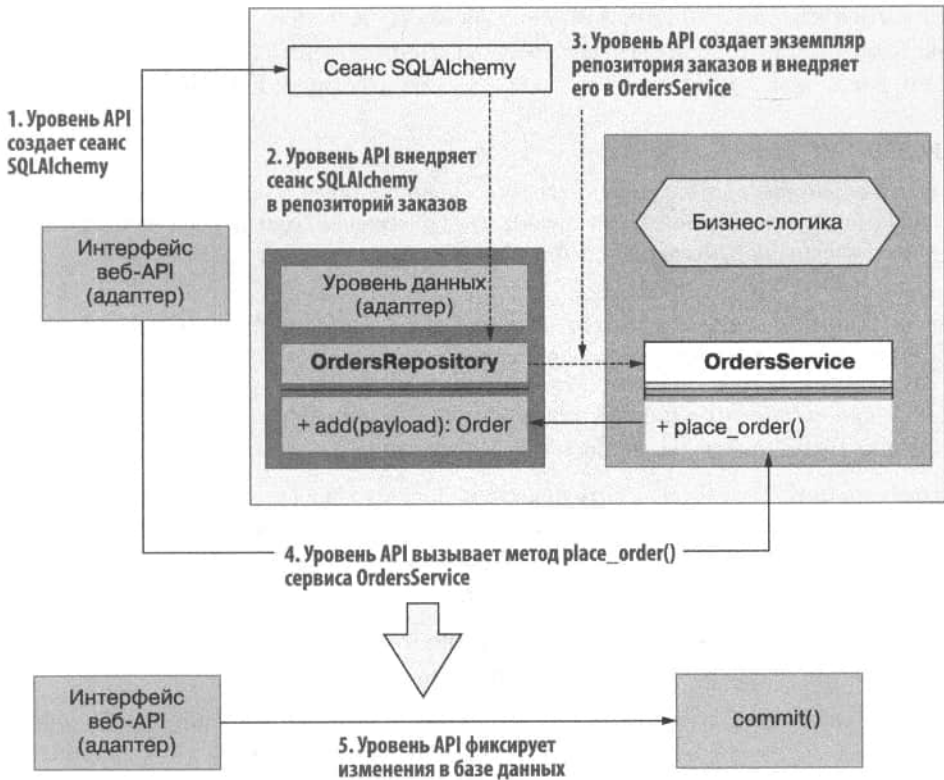 Сеанс SQLAlchemy
3. Уровень API создает экземпляр
репозитория заказов и внедряет
его в OrdersService
1. Уровень API
создает сеанс
SQLAlchemy
2. Уровень API внедряет
сеанс SQLAlchemy
в репозиторий заказов
Бизнес-логика
Интерфейс
веб-API
(адаптер)
Уровень данных
(адаптер)
OrdersRepository
+ add(payload): Order
OrdersService
+ place_order()
4. Уровень API вызывает метод place_order()
сервиса OrdersService
Интерфейс
веб-API
(адаптер)
commit()
5. Уровень API фиксирует
изменения в базе данных